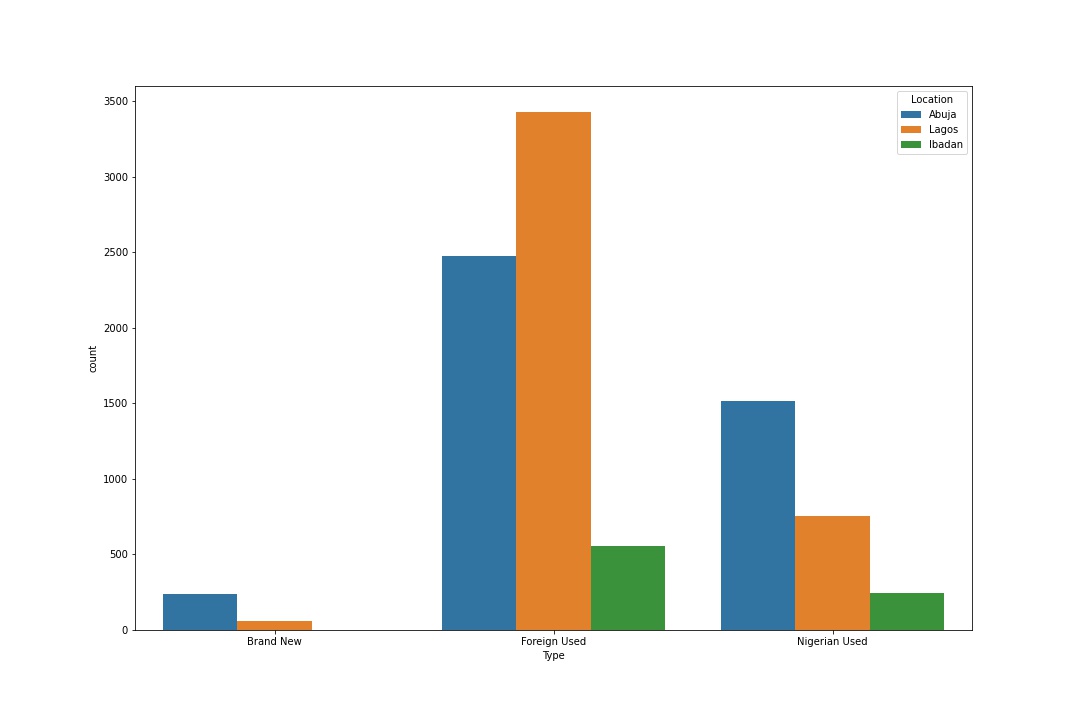 3500
3000
2500
2000
1500
1000
500
0
count
Brand New
Foreign Used
Nigerian Used
Type
Location
Abuja
Lagos
Ibadan